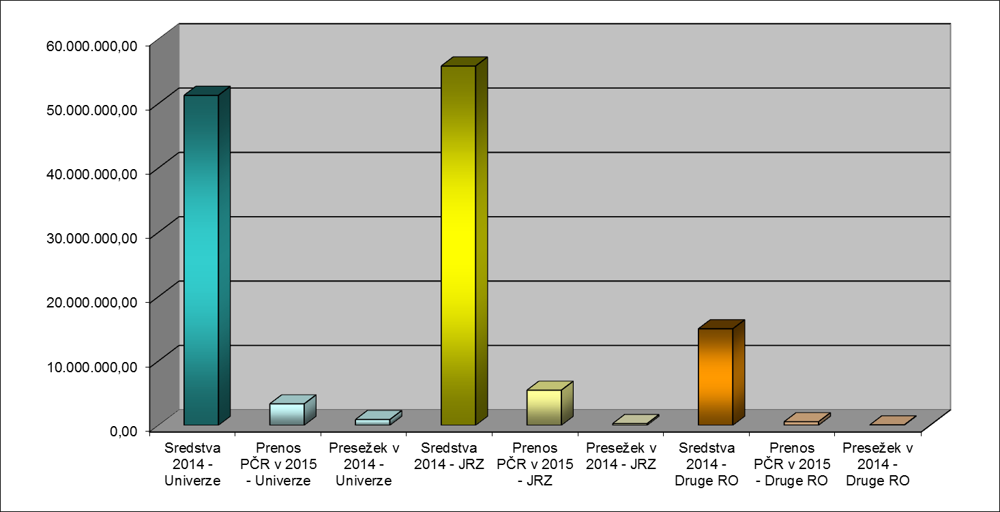 60.000.000,00
50.000.000,00
40.000.000,00
30.000.000,00
20.000.000,00
10.000.000,00
0,00
Sredstva
2014 -
Univerze
Prenos
PČR v 2015
- Univerze
Presežek v
2014 -
Univerze
Sredstva
2014 - JRZ
Prenos
PČR v 2015
- JRZ
Presežek v
2014 - JRZ
Sredstva
2014 -
Druge RO
Prenos
PČR v 2015
- Druge RO
Presežek v
2014 -
Druge RO